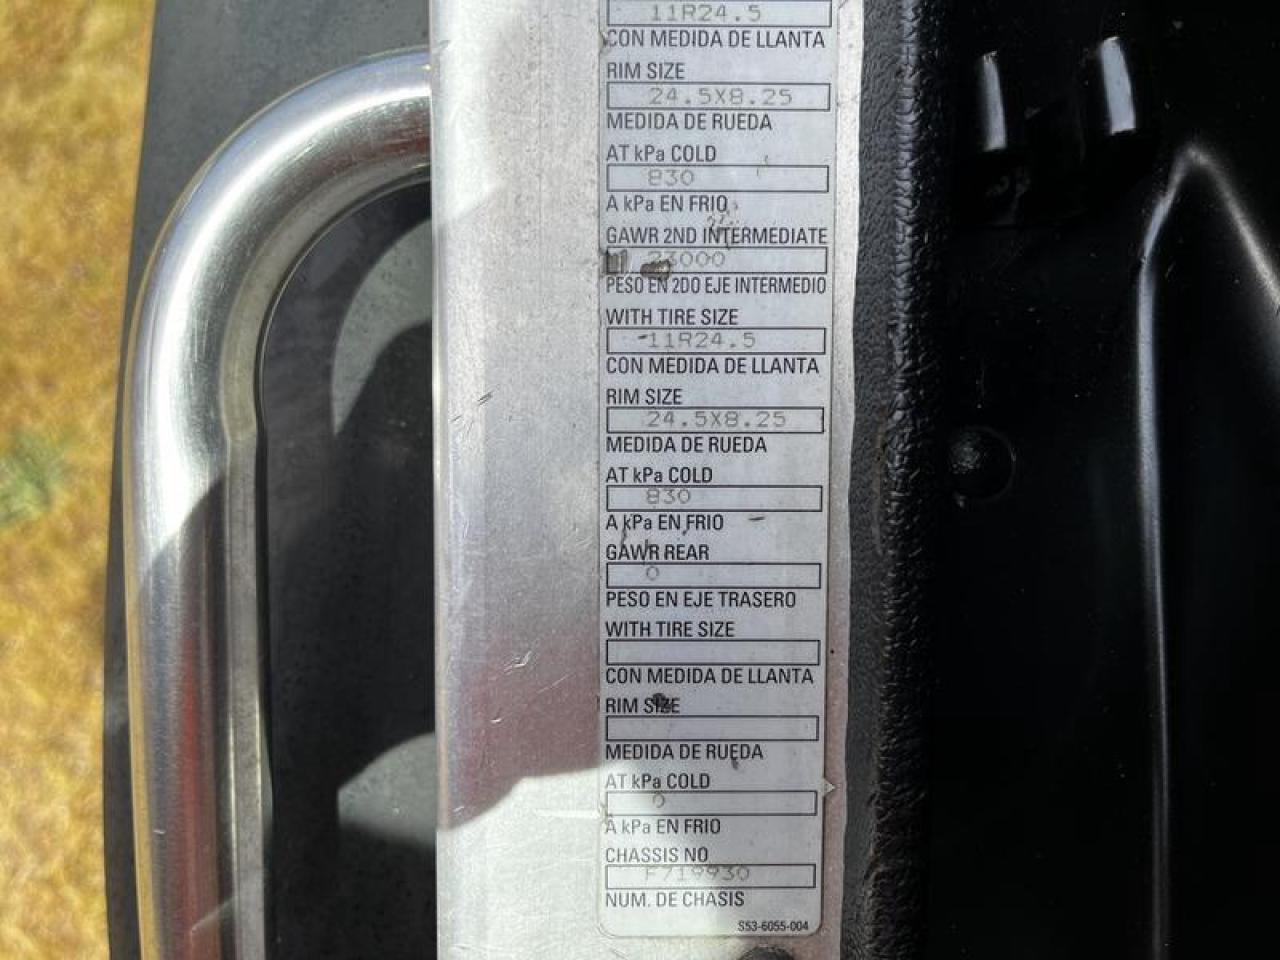 11R24.5
CON MEDIDA DE LLANTA
RIM SIZE
24.5X8.25
MEDIDA DE RUEDA
AT kPa COLD
830
A kPa EN FRIO
GAWR 2ND INTERMEDIATE
23000
PESO EN 2DO EJE INTERMEDIO
WITH TIRE SIZE
11R24.5
CON MEDIDA DE LLANTA
RIM SIZE
24.5X8.25
MEDIDA DE RUEDA
AT kPa COLD
830
A kPa EN FRIO
GAWR REAR
0
PESO EN EJE TRASERO
WITH TIRE SIZE
CON MEDIDA DE LLANTA
RIM SIZE
MEDIDA DE RUEDA
AT kPa COLD
0
A kPa EN FRIO
CHASSIS NO
F719930
NUM. DE CHASIS
S53-6055-004